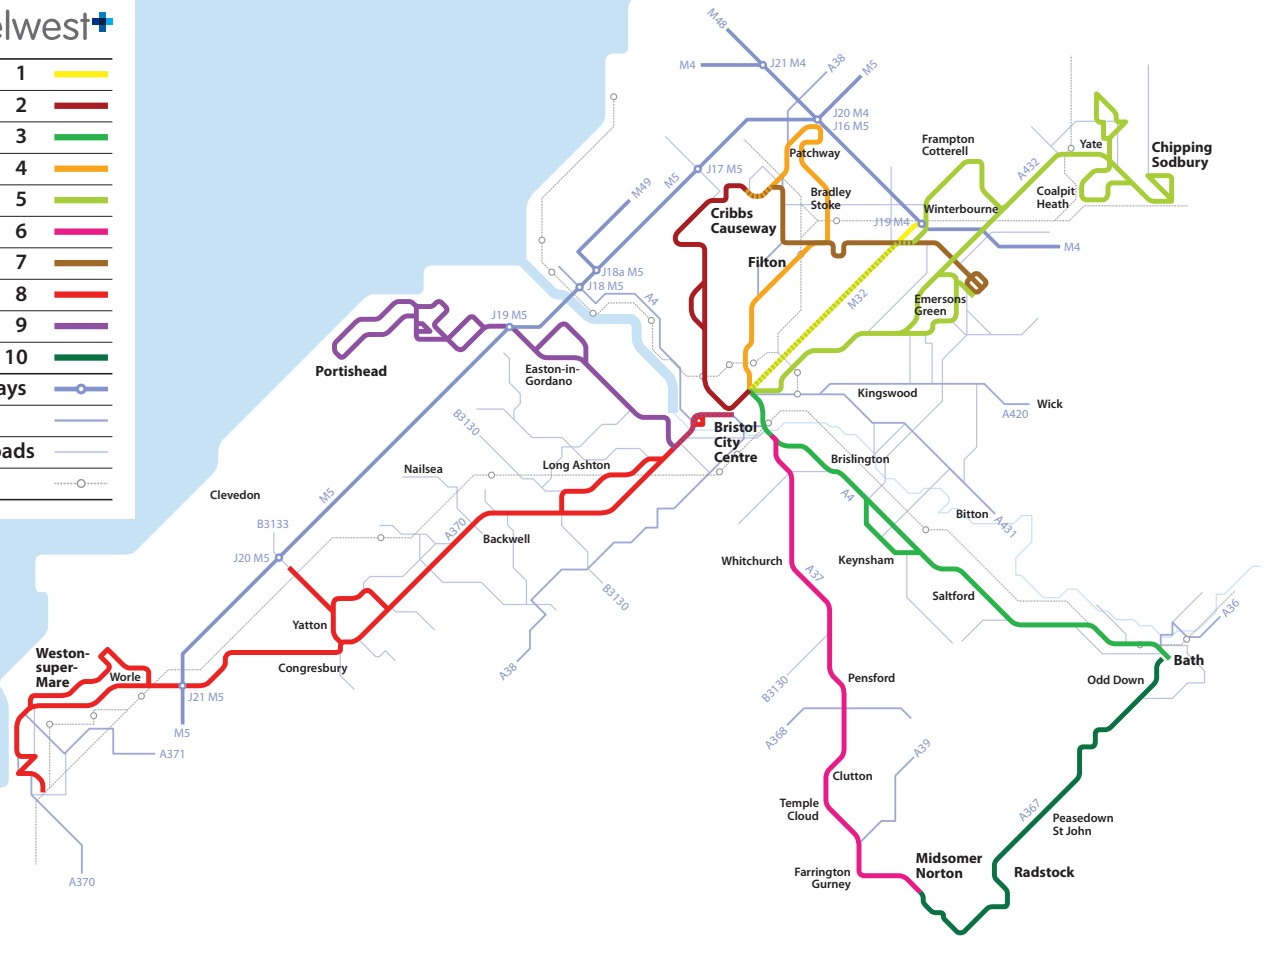 elwest
1
2
3
4
5
6
7
8
9
10
ays
oads
M48
M4
J21 M4
A38
M5
J20 M4
J16 M5
Patchway
Frampton
Cotterell
A432
Yate
Chipping
Sodbury
J17 M5
M5
M49
Bradley
Stoke
Coalpit
Heath
Cribbs
Causeway
Winterbourne
J19 M4
M4
Filton
J18a M5
J18 M5
A4
M32
Emersons
Green
J19 M5
Portishead
Easton-in-
Gordano
Kingswood
Wick
A420
B3130
Bristol
City
Centre
Nailsea
Long Ashton
Brislington
Clevedon
M5
A4
Bitton
A431
B3133
A370
Backwell
J20 M5
Whitchurch
A37
Keynsham
Saltford
B3130
A36
Yatton
Weston-
super-
Mare
Worle
Congresbury
A38
Bath
Odd Down
J21 M5
B3130
Pensford
M5
A368
A39
A371
Clutton
Temple
Cloud
A367
Peasedown
St John
A370
Farrington
Gurney
Midsomer
Norton
Radstock